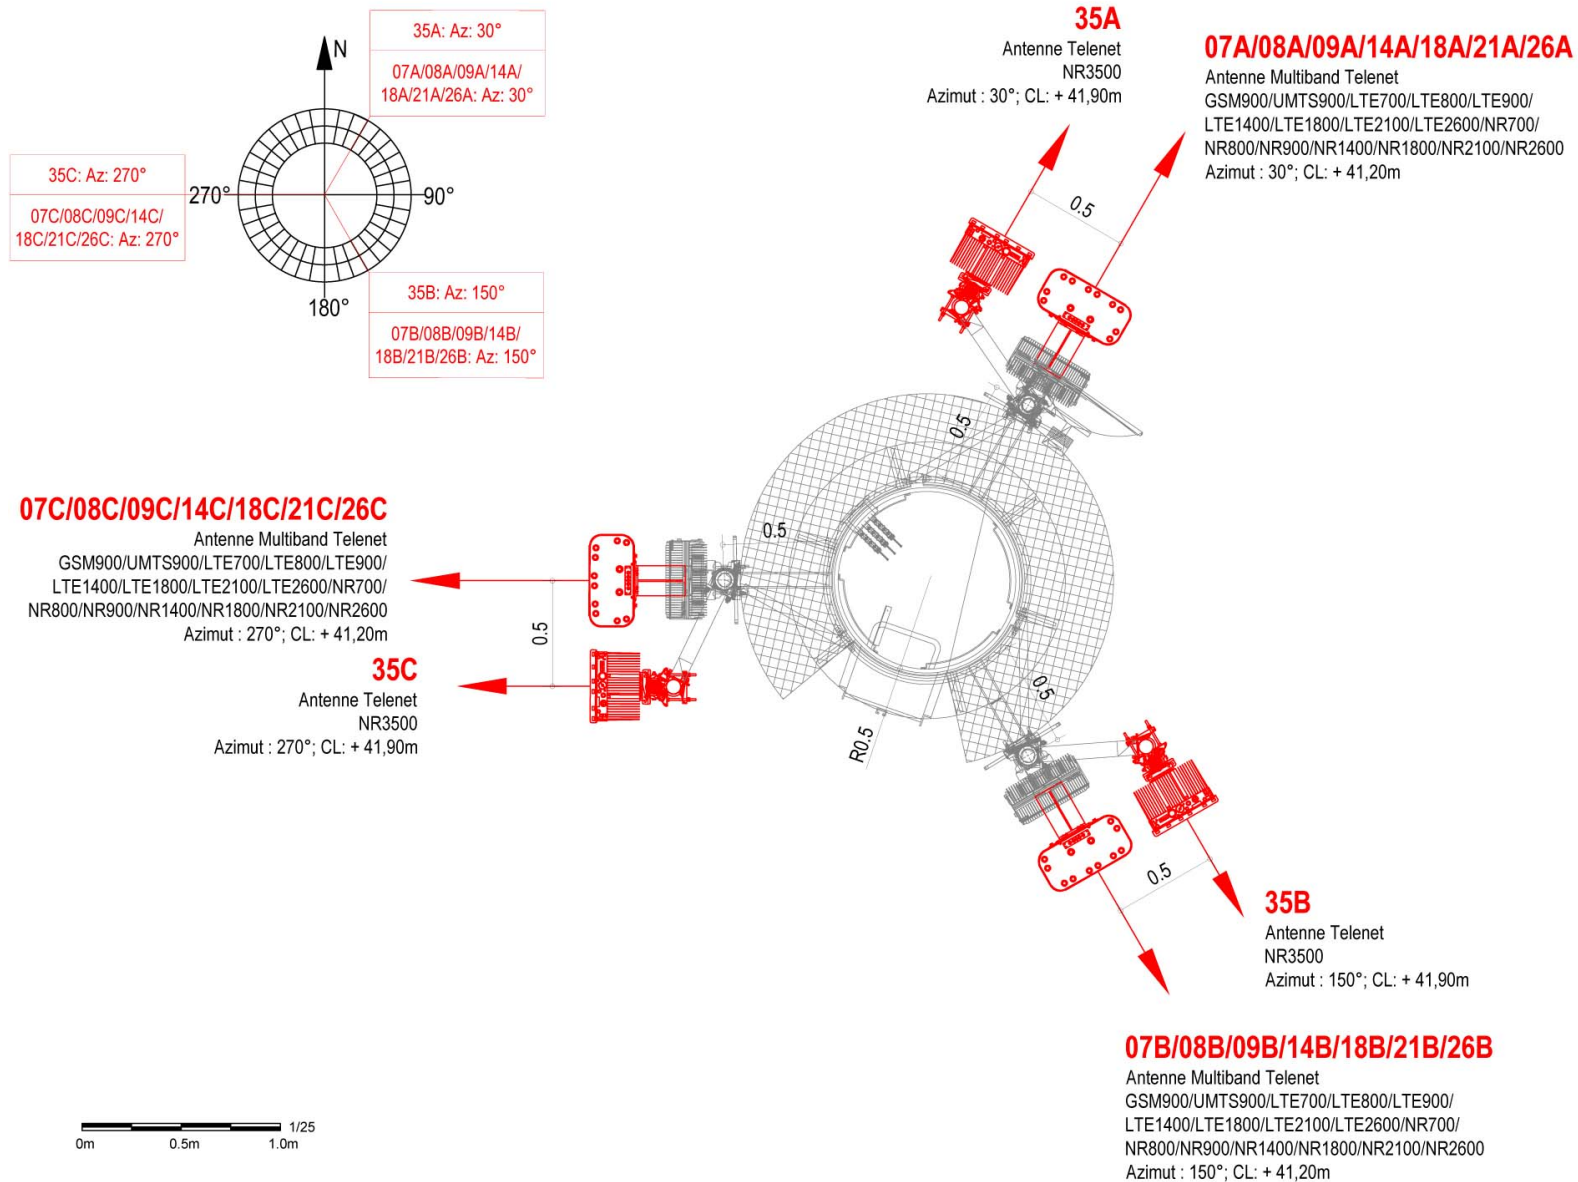 35A: Az: 30°
07A/08A/09A/14A/
18A/21A/26A: Az: 30°
N
35C: Az: 270°
07C/08C/09C/14C/
18C/21C/26C: Az: 270°
270°
90°
180°
35B: Az: 150°
07B/08B/09B/14B/
18B/21B/26B: Az: 150°
35A
Antenne Telenet
NR3500
Azimut : 30°; CL: + 41,90m
07A/08A/09A/14A/18A/21A/26A
Antenne Multiband Telenet
GSM900/UMTS900/LTE700/LTE800/LTE900/
LTE1400/LTE1800/LTE2100/LTE2600/NR700/
NR800/NR900/NR1400/NR1800/NR2100/NR2600
Azimut : 30°; CL: + 41,20m
0.5
0.5
07C/08C/09C/14C/18C/21C/26C
Antenne Multiband Telenet
GSM900/UMTS900/LTE700/LTE800/LTE900/
LTE1400/LTE1800/LTE2100/LTE2600/NR700/
NR800/NR900/NR1400/NR1800/NR2100/NR2600
Azimut : 270°; CL: + 41,20m
0.5
0.5
35C
Antenne Telenet
NR3500
Azimut : 270°; CL: + 41,90m
0.5
R0.5
0.5
35B
Antenne Telenet
NR3500
Azimut : 150°; CL: + 41,90m
07B/08B/09B/14B/18B/21B/26B
Antenne Multiband Telenet
GSM900/UMTS900/LTE700/LTE800/LTE900/
LTE1400/LTE1800/LTE2100/LTE2600/NR700/
NR800/NR900/NR1400/NR1800/NR2100/NR2600
Azimut : 150°; CL: + 41,20m
1/25
0m 0.5m 1.0m